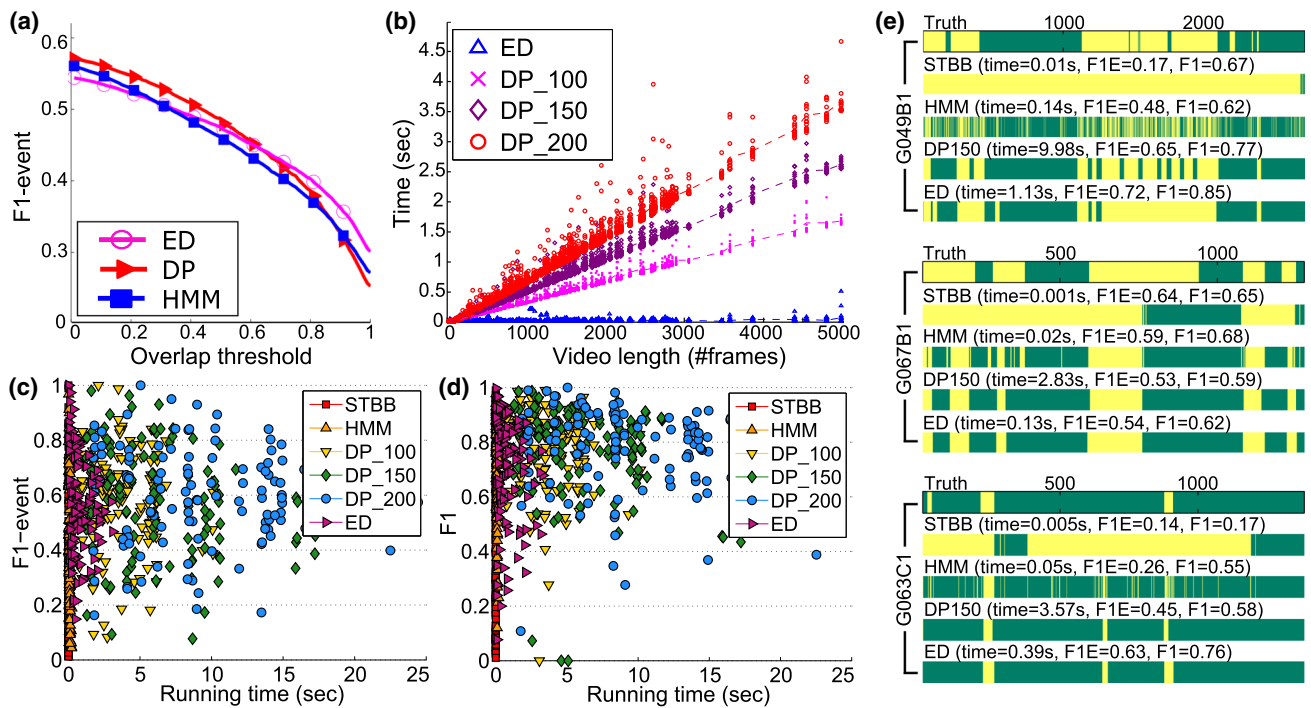 (a)
0.6
0.5
0.4
0.3
0
0
0.2
0.4
0.6
0.8
1
F1-event
Overlap threshold
ED
DP
HMM
(b)
4.5
4
3.5
3
2.5
2
1.5
1
0.5
0
0
1000
2000
3000
4000
5000
Time (sec)
Video length (#frames)
ED
DP_100
DP_150
DP_200
(c)
1
0.8
0.6
0.4
0.2
0
0
5
10
15
20
25
F1−event
Running time (sec)
STBB
HMM
DP_100
DP_150
DP_200
ED
(d)
1
0.8
0.6
0.4
0.2
0
0
5
10
15
20
25
F1
Running time (sec)
STBB
HMM
DP_100
DP_150
DP_200
ED
(e)
G049B1
Truth 1000 2000
STBB (time=0.01s, F1E=0.17, F1=0.67)
HMM (time=0.14s, F1E=0.48, F1=0.62)
DP150 (time=9.98s, F1E=0.65, F1=0.77)
ED (time=1.13s, F1E=0.72, F1=0.85)
G067B1
Truth 500 1000
STBB (time=0.001s, F1E=0.64, F1=0.65)
HMM (time=0.02s, F1E=0.59, F1=0.68)
DP150 (time=2.83s, F1E=0.53, F1=0.59)
ED (time=0.13s, F1E=0.54, F1=0.62)
G063C1
Truth 500 1000
STBB (time=0.005s, F1E=0.14, F1=0.17)
HMM (time=0.05s, F1E=0.26, F1=0.55)
DP150 (time=3.57s, F1E=0.45, F1=0.58)
ED (time=0.39s, F1E=0.63, F1=0.76)